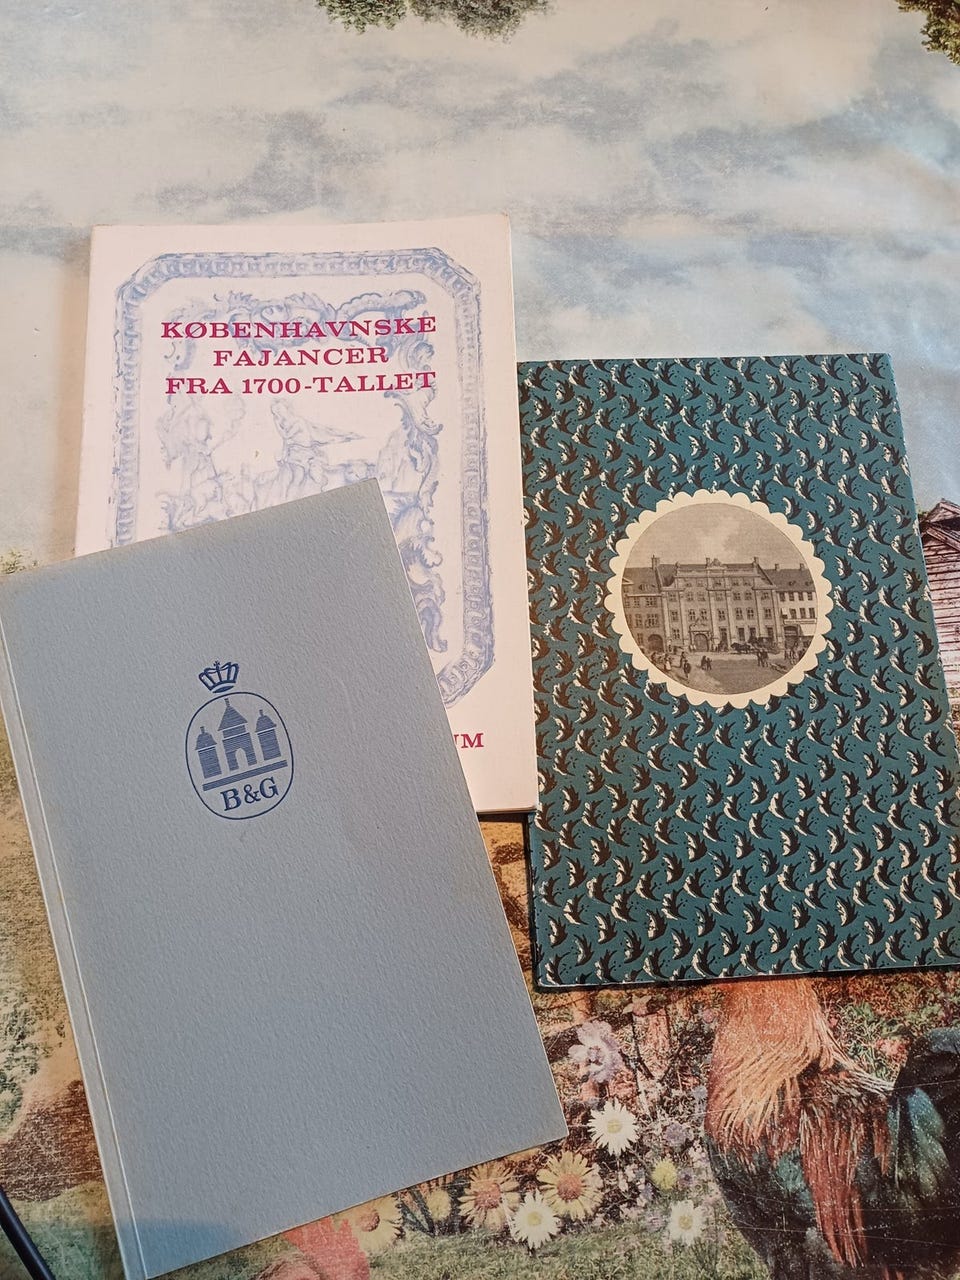 KØBENHAVNSKE
FAJANCER
FRA 1700-TALLET
B&G